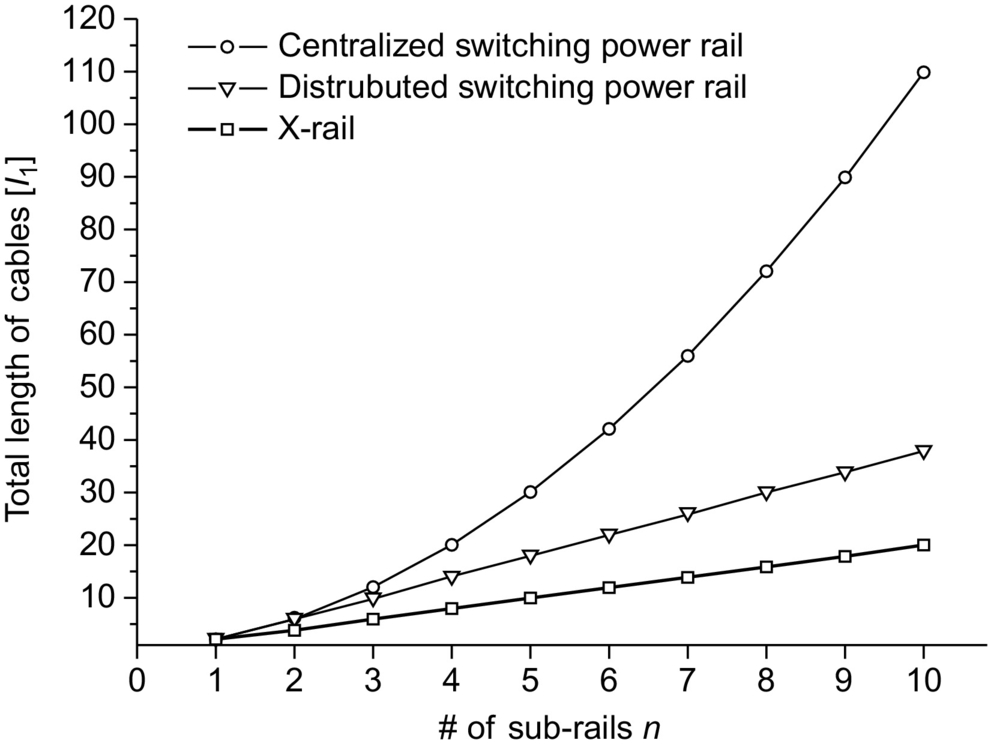 120
110
100
90
80
70
60
50
40
30
20
10
Total length of cables [l1]
Centralized switching power rail
Distrubuted switching power rail
X-rail
0 1 2 3 4 5 6 7 8 9 10
# of sub-rails n